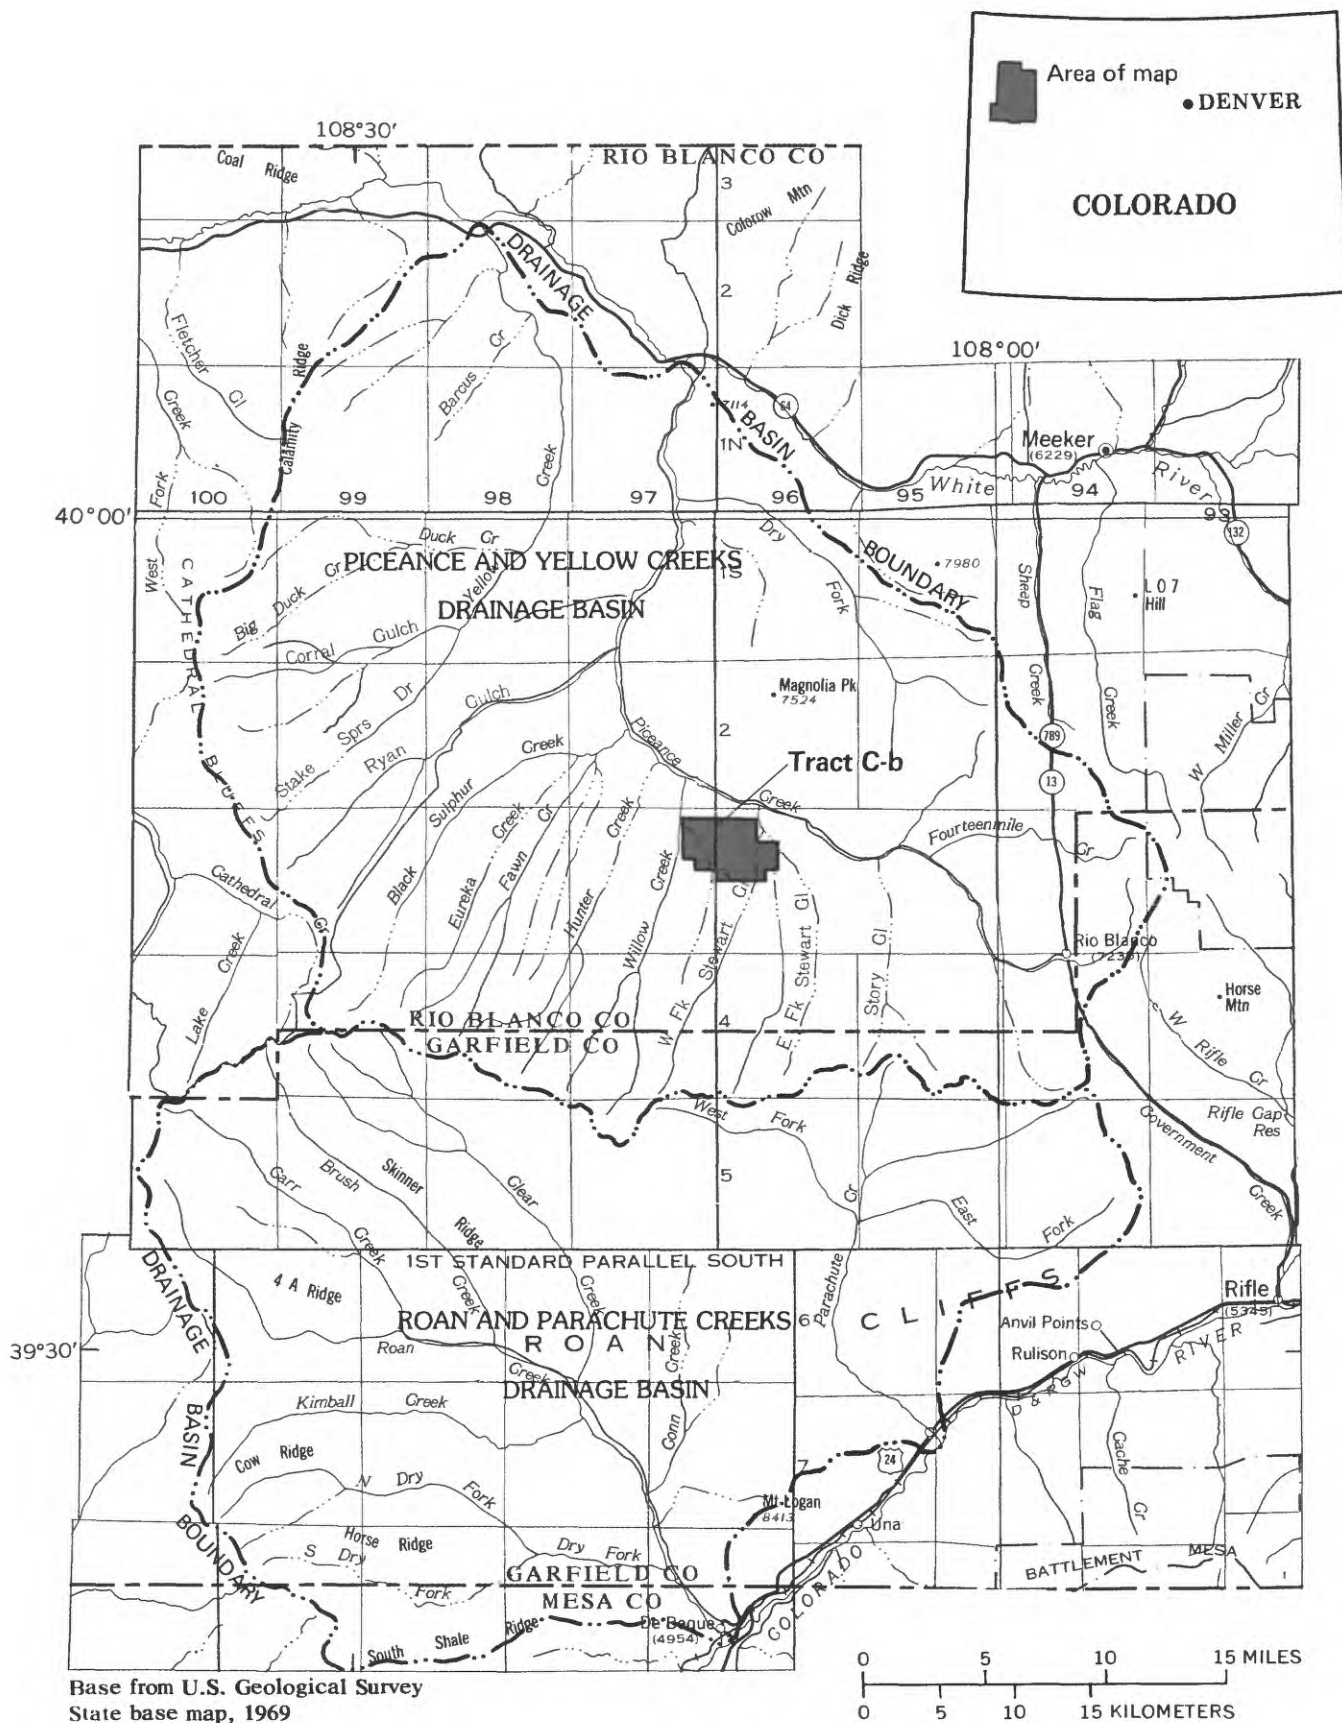 Area of map
DENVER
COLORADO
108°30'
Coal Ridge
RIO BLANCO CO
3
Colorow Mtn
DRAINAGE
2
Dick Ridge
Fletcher Gl
Ridge
Calamity
Barcus Cr
108°00'
7114
64
BASIN
1N
Meeker
(6229)
Creek
West Fork
Creek
100
99
98
97
96
95
White
94
River
93
40°00'
132
Dry Fork
Duck Cr
PICEANCE AND YELLOW CREEKS
1S
BOUNDARY
7980
Sheep Creek
Flag Creek
L 0 7
Hill
CATHEDRAL BLUFFS
Big Duck Cr
Yellow
DRAINAGE BASIN
Corral Gulch
Magnolia Pk
7524
Stake Sprs Dr
Ryan Gulch
2
Piceance Creek
W Miller Cr
789
13
Tract C-b
Black Sulphur Creek
Eureka Creek
Fawn Cr
Hunter Creek
Willow Creek
Fourteenmile Cr
Cathedral Cr
Lake Creek
W Fk Stewart Gl
E Fk Stewart Gl
Story Gl
Rio Blanco
(7235)
Horse
Mtn
RIO BLANCO CO
GARFIELD CO
4
W Rifle Cr
Rifle Gap
Res
West Fork
Government Creek
Carr Creek
Brush Creek
Skinner Ridge
Clear Creek
5
Parachute Cr
East Fork
1ST STANDARD PARALLEL SOUTH
DRAINAGE
4 A Ridge
Rifle
(5345)
ROAN AND PARACHUTE CREEKS
6
ROAN CLIFFS
Anvil Points
39°30'
Roan Creek
Rulison
RIVER
DRAINAGE BASIN
D & RGW
BASIN
Kimball Creek
Conn Creek
Cow Ridge
7
24
Cache Cr
N Dry Fork
Mt Logan
8413
Una
BOUNDARY
Horse Ridge
S Dry Fork
Dry Fork
BATTLEMENT MESA
GARFIELD CO
MESA CO
COLORADO
South Shale Ridge
De Beque
(4954)
0 5 10 15 MILES
Base from U.S. Geological Survey
State base map, 1969
0 5 10 15 KILOMETERS